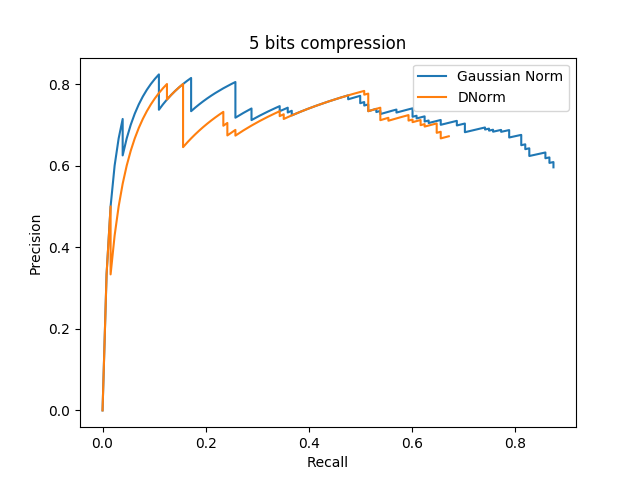 5 bits compression
Gaussian Norm
DNorm
0.8
0.6
0.4
0.2
0.0
Precision
0.0 0.2 0.4 0.6 0.8
Recall